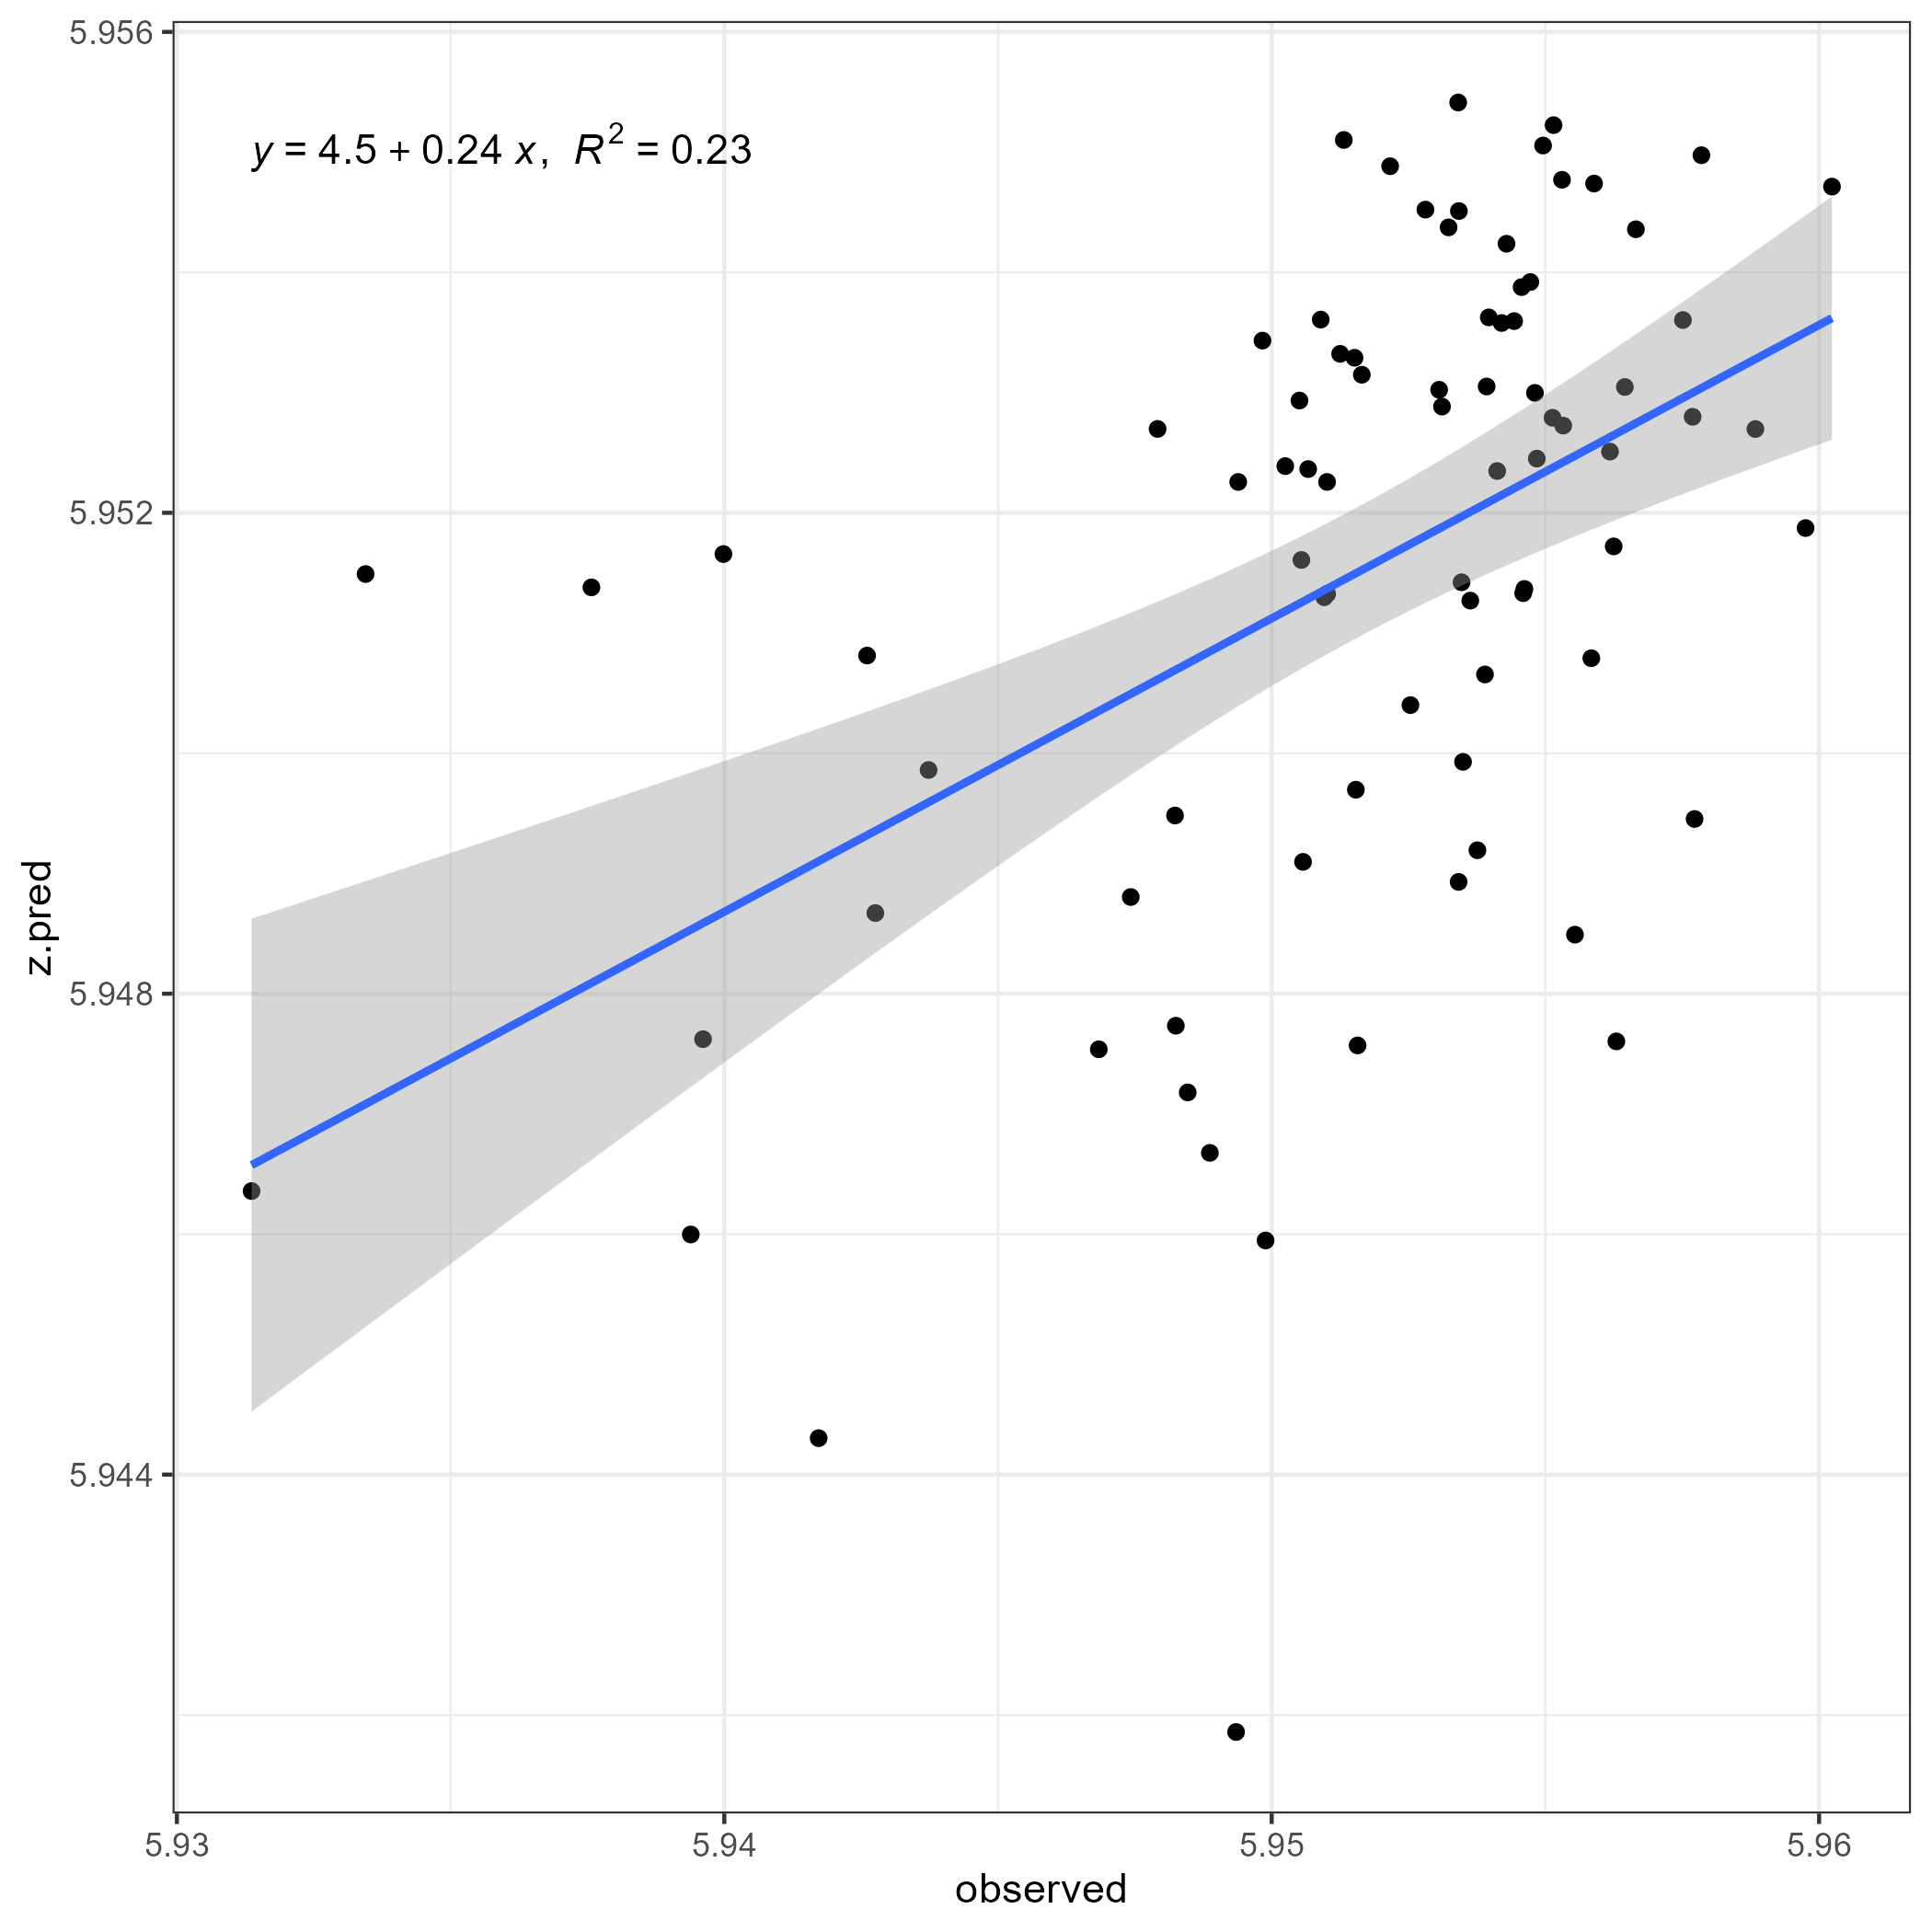 5.956
y = 4.5 + 0.24 x, R² = 0.23
5.952
z.pred
5.948
5.944
5.93 5.94 5.95 5.96
observed